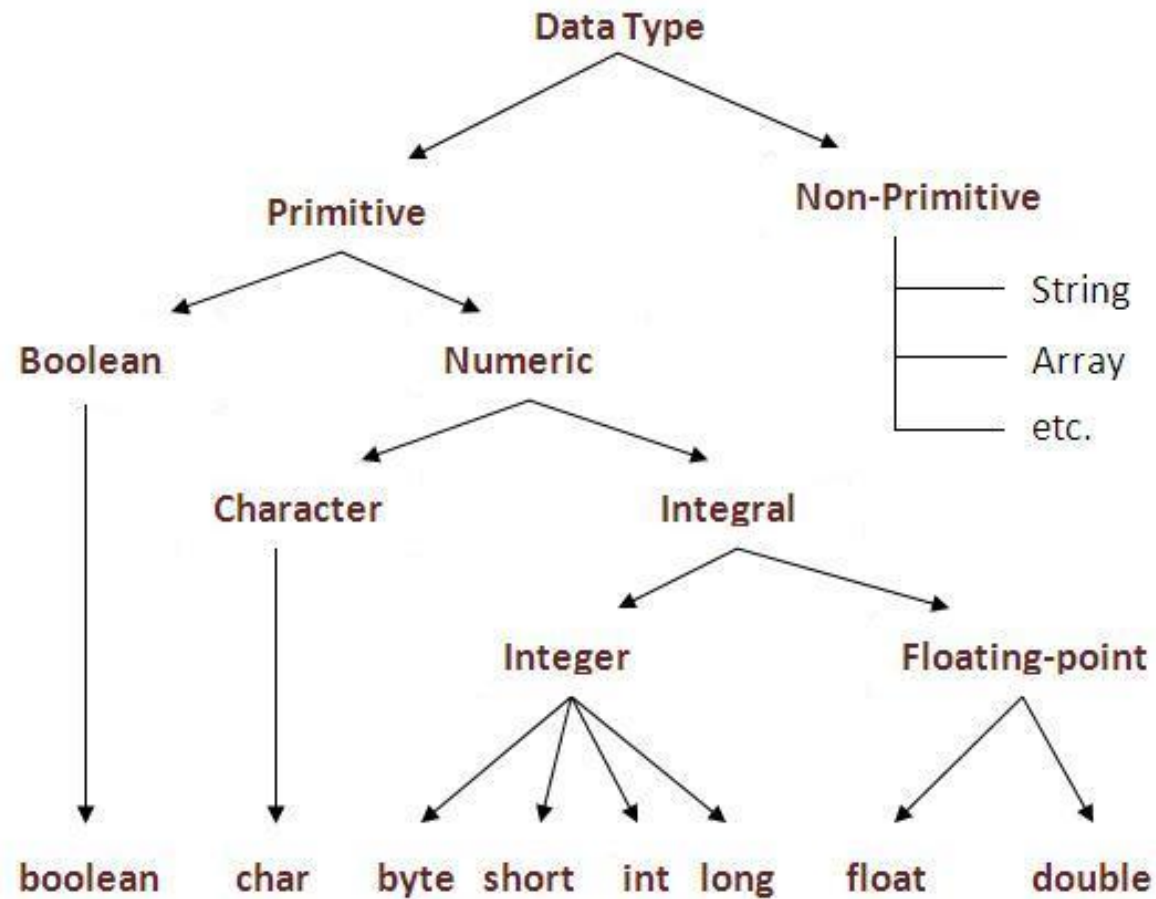 Data Type
Primitive
Non-Primitive
String
Array
etc.
Boolean
Numeric
Character
Integral
Integer
Floating-point
boolean
char
byte
short
int
long
float
double